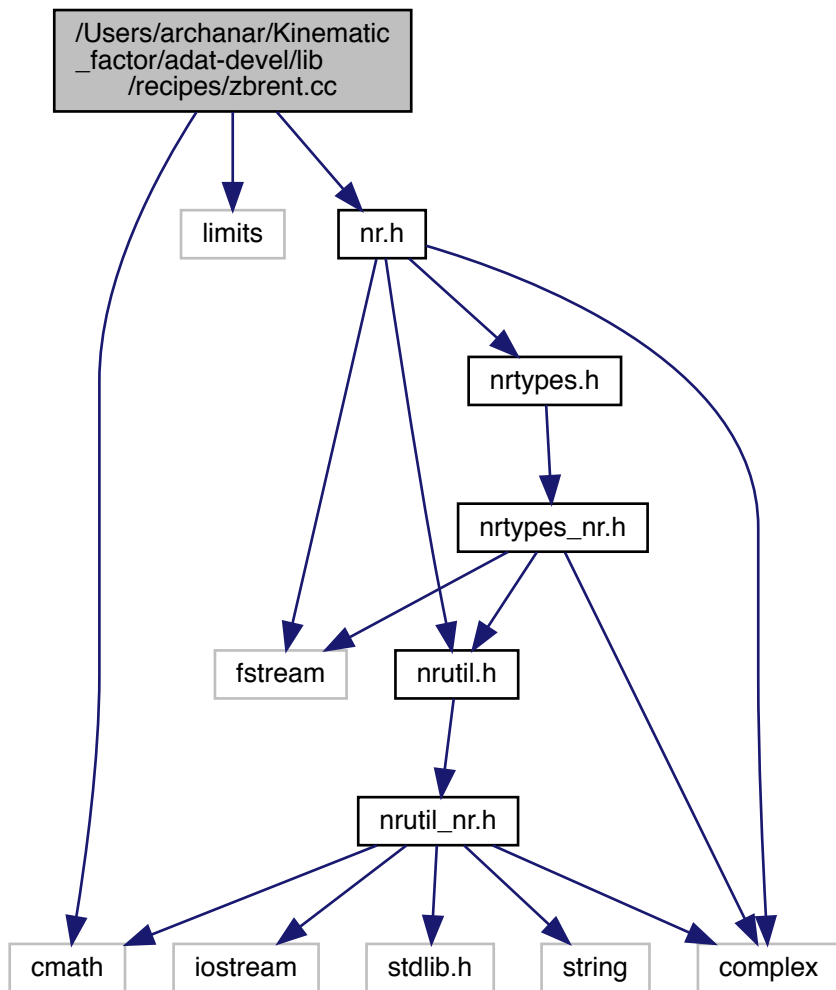 /Users/archanar/Kinematic
_factor/adat-devel/lib
/recipes/zbrent.cc
limits
nr.h
nrtypes.h
nrtypes_nr.h
fstream
nrutil.h
nrutil_nr.h
cmath
iostream
stdlib.h
string
complex